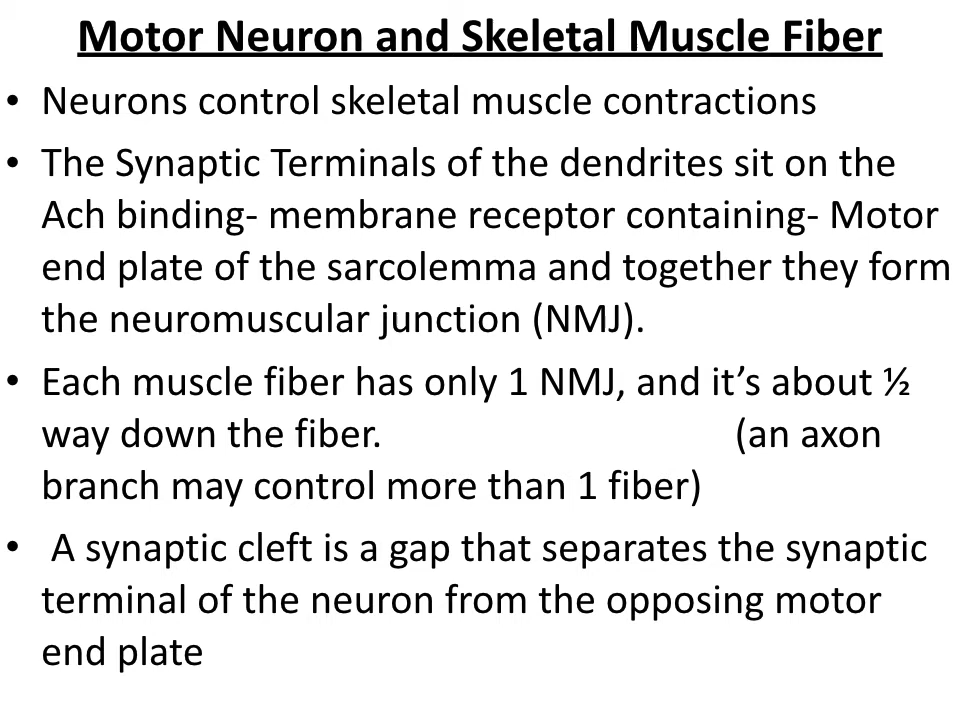 Motor Neuron and Skeletal Muscle Fiber
• Neurons control skeletal muscle contractions
• The Synaptic Terminals of the dendrites sit on the
Ach binding- membrane receptor containing- Motor
end plate of the sarcolemma and together they form
the neuromuscular junction (NMJ).
• Each muscle fiber has only 1 NMJ, and it’s about ½
way down the fiber. (an axon
branch may control more than 1 fiber)
• A synaptic cleft is a gap that separates the synaptic
terminal of the neuron from the opposing motor
end plate